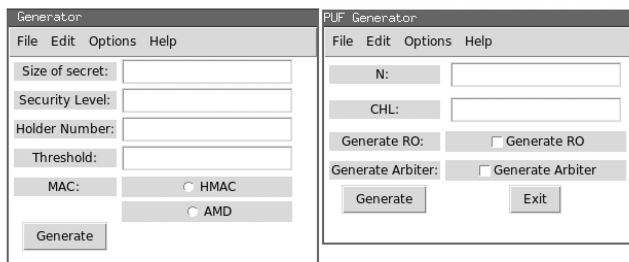 Generator
File Edit Options Help
Size of secret:
Security Level:
Holder Number:
Threshold:
MAC: HMAC
AMD
Generate
PUF Generator
File Edit Options Help
N:
CHL:
Generate RO: Generate RO
Generate Arbiter: Generate Arbiter
Generate Exit